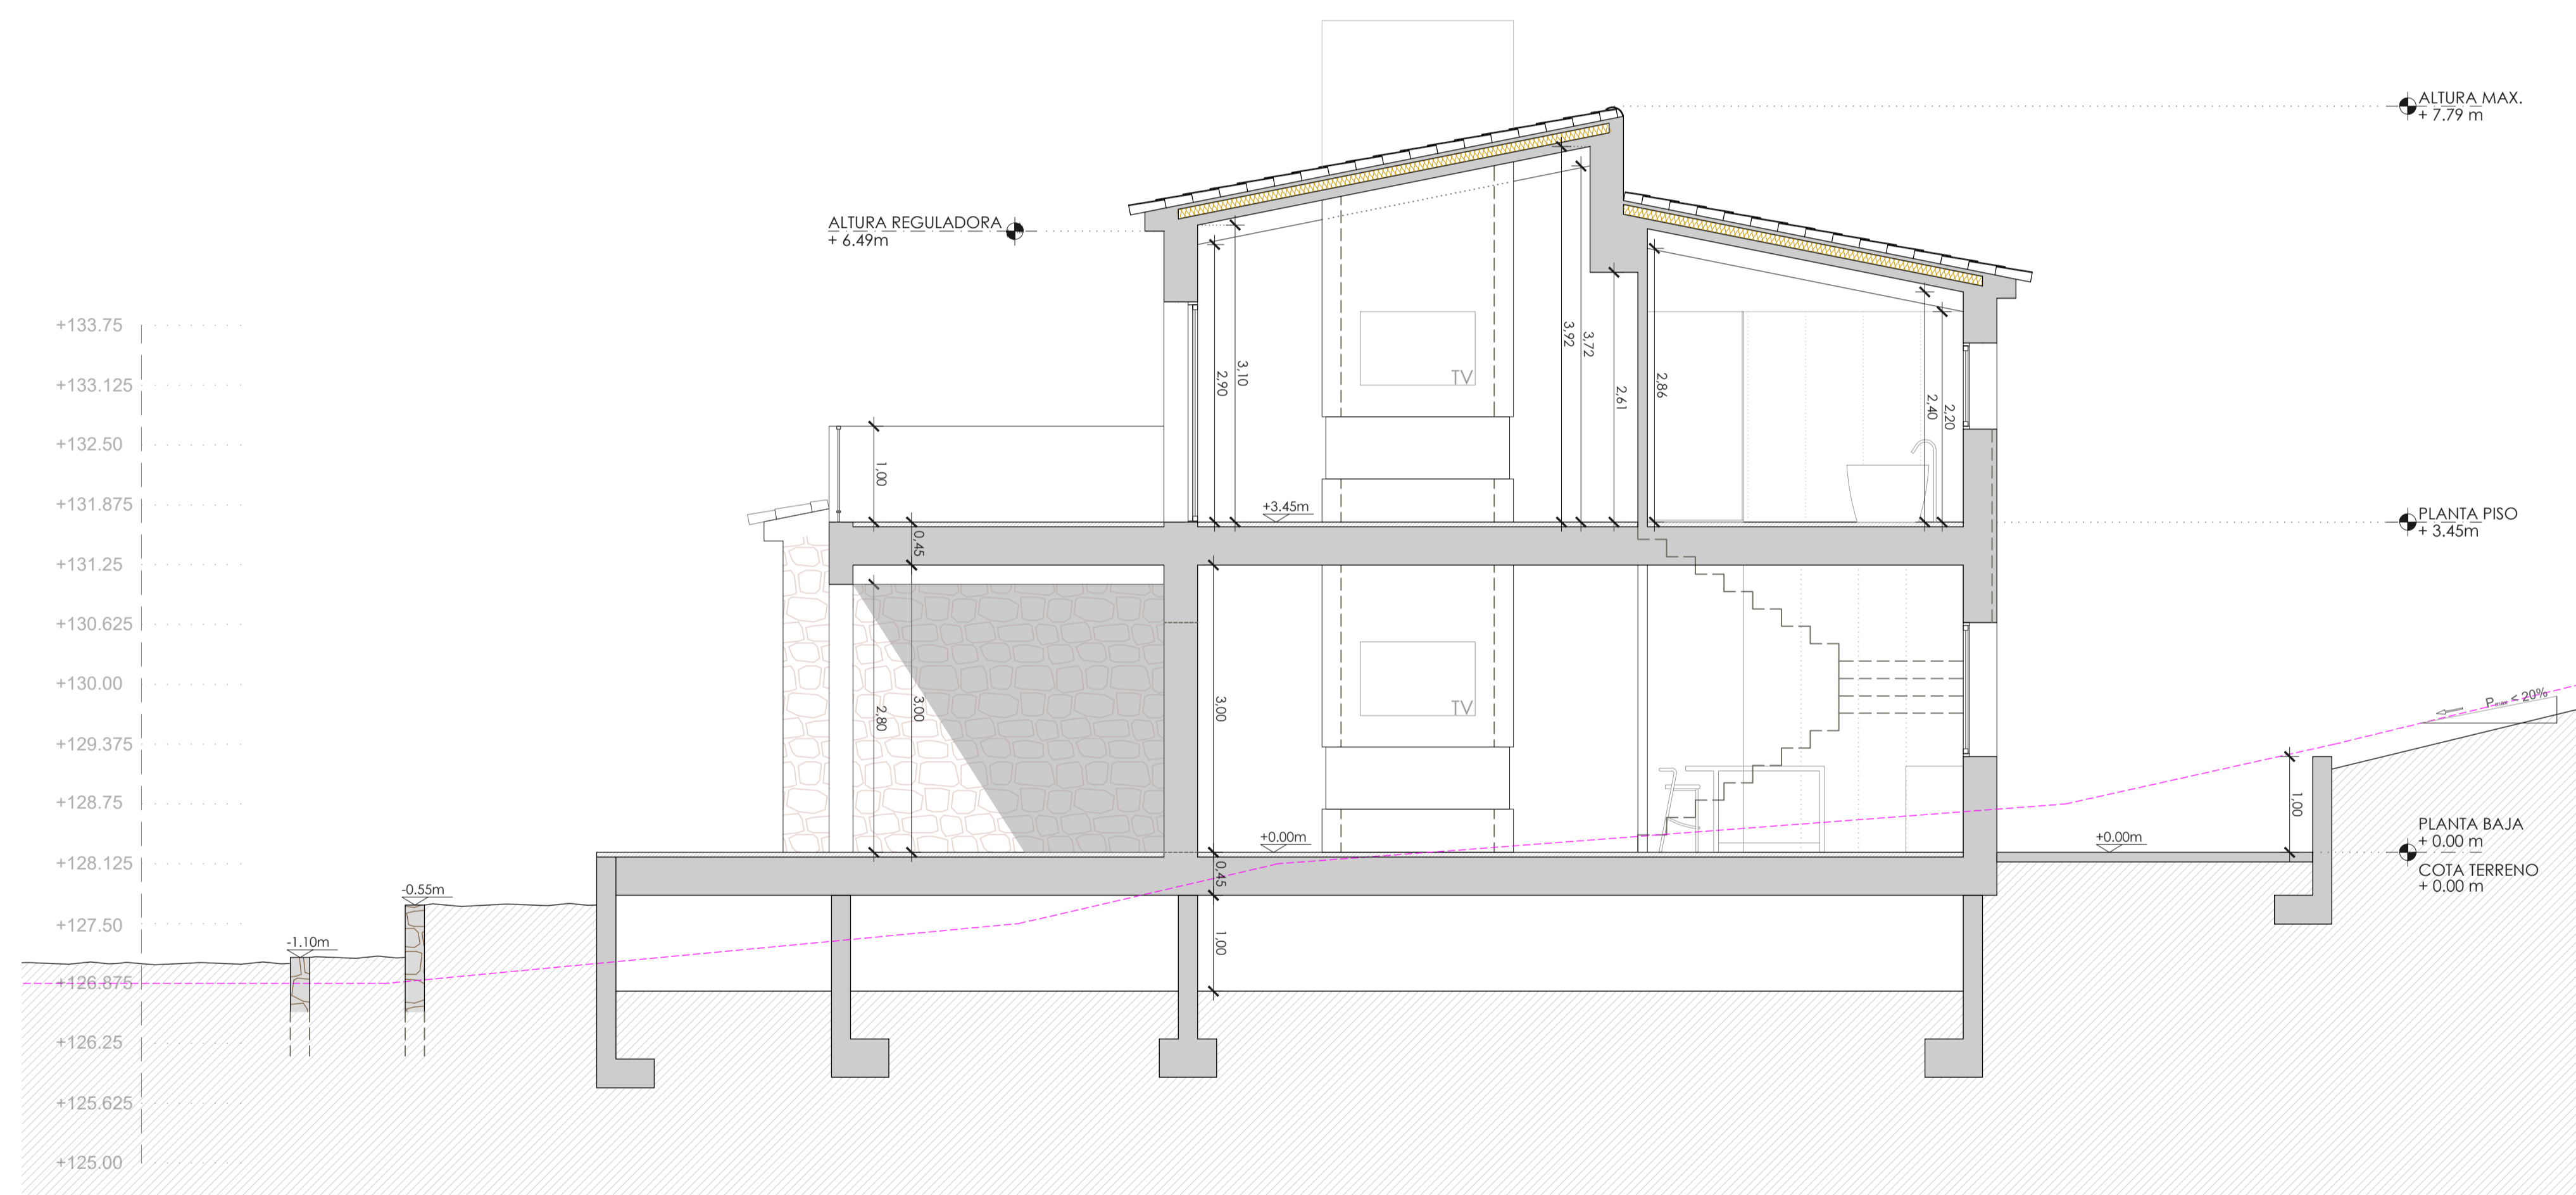 ALTURA MAX.
+ 7.79 m
ALTURA REGULADORA
+ 6.49m
+133.75
+133.125
+132.50
+131.875
+131.25
+130.625
+130.00
+129.375
+128.75
+128.125
+127.50
+126.875
+126.25
+125.625
+125.00
TV
3,92
3,72
3,10
2,90
2,61
2,86
2,40
2,20
1,00
+3.45m
PLANTA PISO
+ 3.45m
0,45
2,80
3,00
3,00
TV
< 20%
1,00
+0.00m
+0.00m
PLANTA BAJA
+ 0.00 m
COTA TERRENO
+ 0.00 m
0,45
1,00
-0.55m
-1.10m